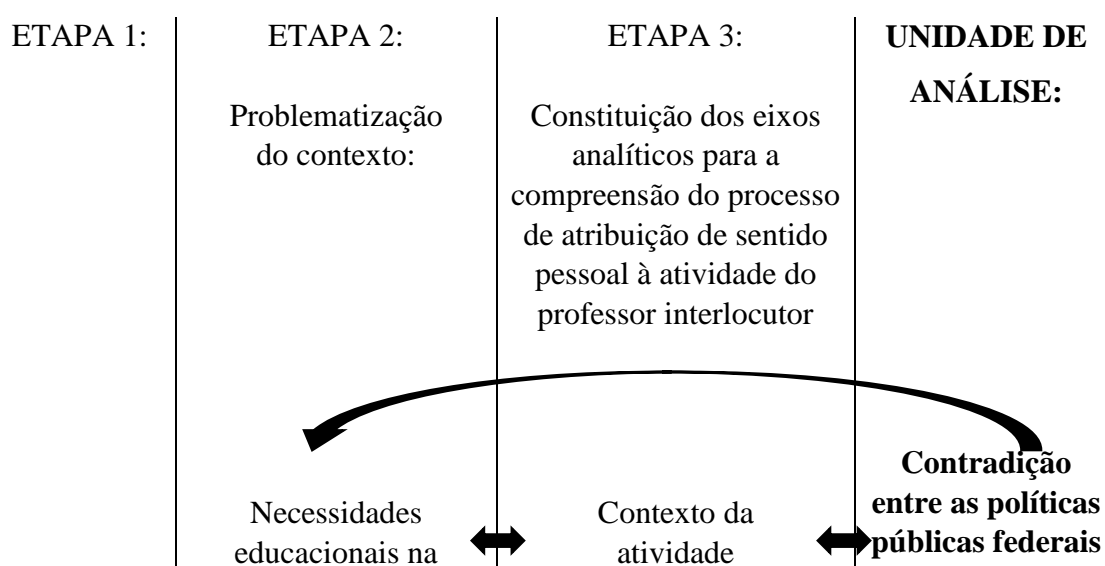 ETAPA 1:
ETAPA 2:
Problematização
do contexto:
ETAPA 3:
Constituição dos eixos
analíticos para a
compreensão do processo
de atribuição de sentido
pessoal à atividade do
professor interlocutor
UNIDADE DE
ANÁLISE:
Necessidades
educacionais na
Contexto da
atividade
Contradição
entre as políticas
públicas federais